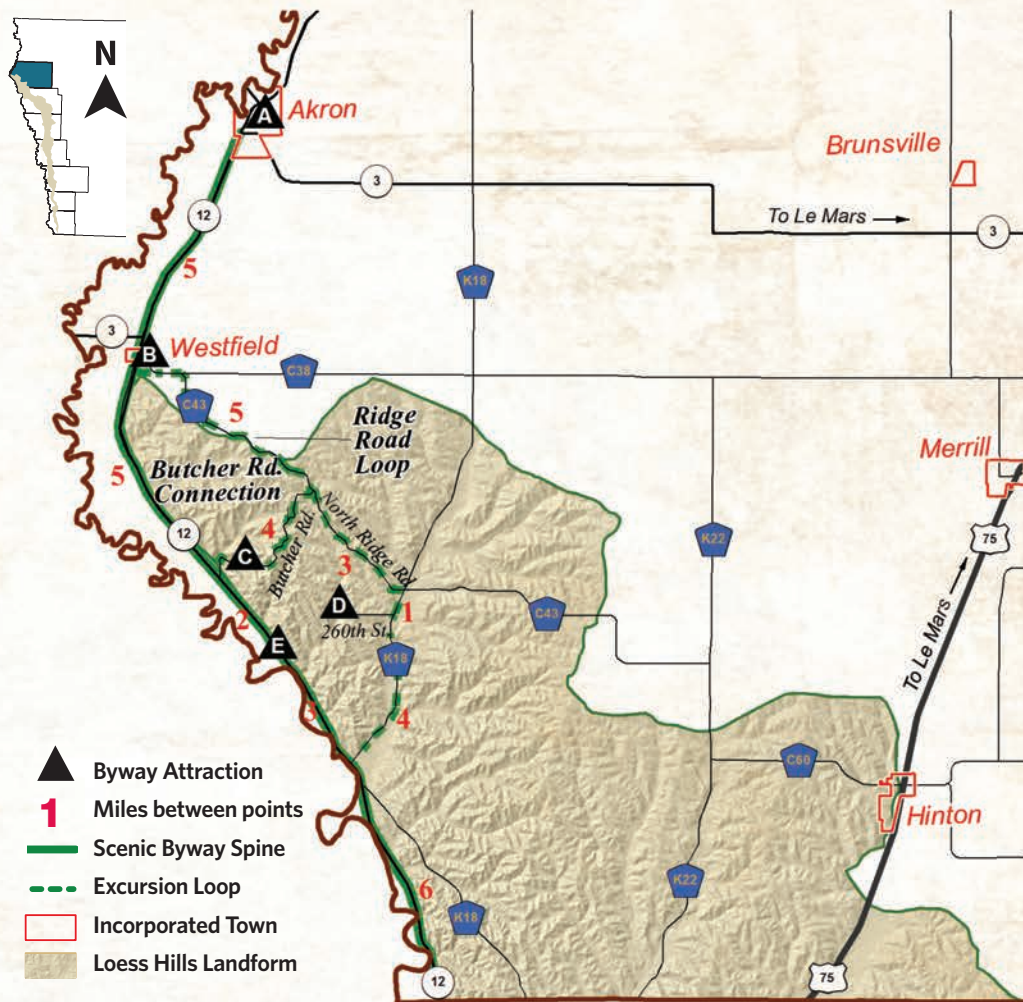 N
A
Akron
Brunsville
3
12
To Le Mars
3
5
K18
3
B
Westfield
C38
C43
5
Ridge
Road
Loop
Merrill
5
Butcher Rd.
Connection
12
4
Butcher Rd.
North Ridge Rd.
K22
75
C
3
D
1
C43
260th St.
2
E
K18
To Le Mars
3
4
C60
Byway Attraction
1 Miles between points
Hinton
Scenic Byway Spine
Excursion Loop
6
K22
Incorporated Town
K18
Loess Hills Landform
12
75